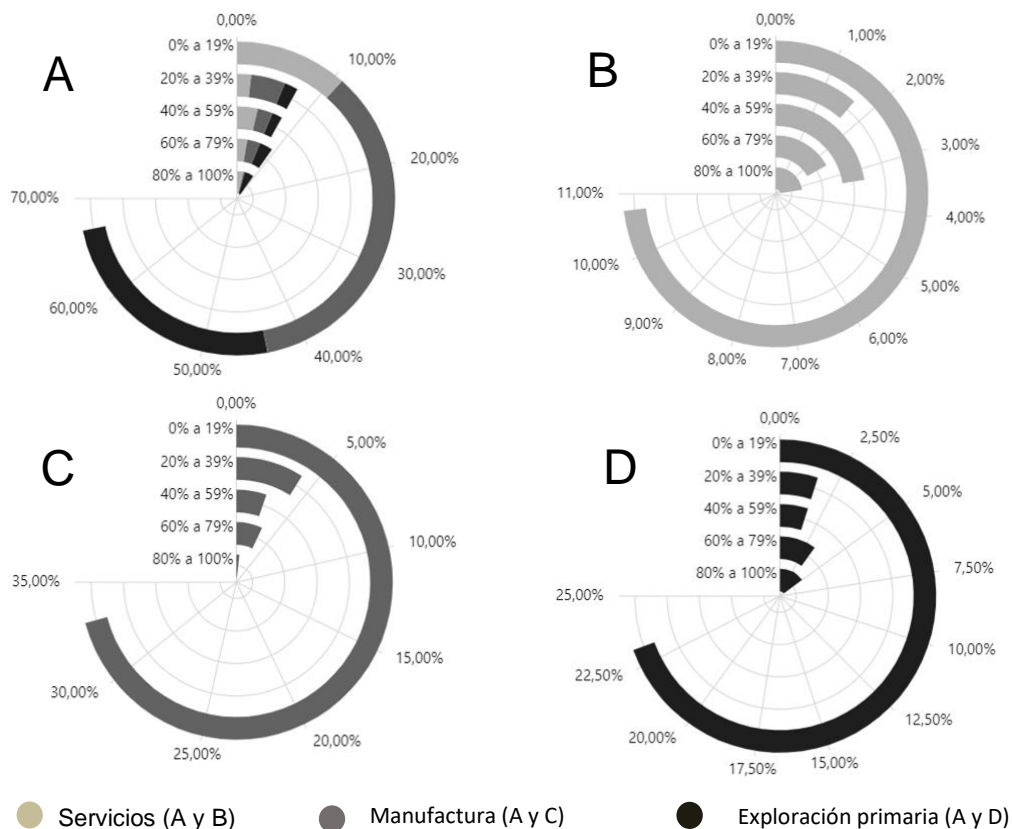 A
0,00%
10,00%
20,00%
30,00%
40,00%
50,00%
60,00%
70,00%
0% a 19%
20% a 39%
40% a 59%
60% a 79%
80% a 100%
B
0,00%
1,00%
2,00%
3,00%
4,00%
5,00%
6,00%
7,00%
8,00%
9,00%
10,00%
11,00%
0% a 19%
20% a 39%
40% a 59%
60% a 79%
80% a 100%
C
0,00%
5,00%
10,00%
15,00%
20,00%
25,00%
30,00%
35,00%
0% a 19%
20% a 39%
40% a 59%
60% a 79%
80% a 100%
D
0,00%
2,50%
5,00%
7,50%
10,00%
12,50%
15,00%
17,50%
20,00%
22,50%
25,00%
0% a 19%
20% a 39%
40% a 59%
60% a 79%
80% a 100%
Servicios (A y B)
Manufactura (A y C)
Exploración primaria (A y D)